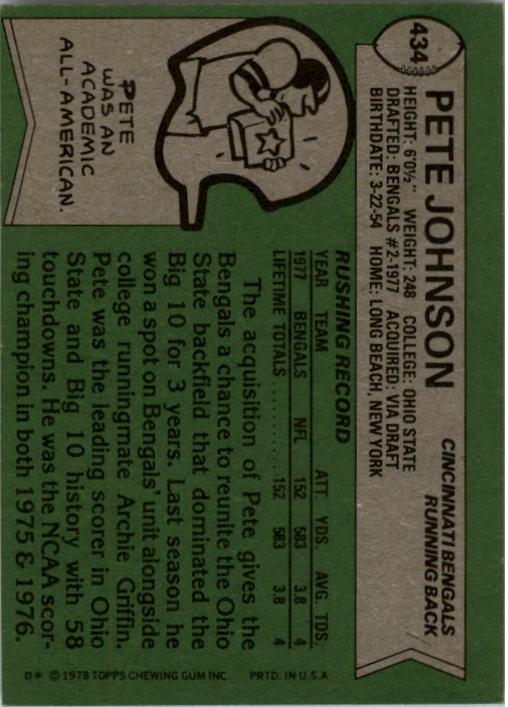 434
PETE JOHNSON
CINCINNATI BENGALS
RUNNING BACK
HEIGHT: 6'0½" WEIGHT: 248 COLLEGE: OHIO STATE
DRAFTED: BENGALS #2-1977 ACQUIRED: VIA DRAFT
BIRTHDATE: 3-22-54 HOME: LONG BEACH, NEW YORK
RUSHING RECORD
YEAR TEAM ATT. YDS. AVG. TDS.
1977 BENGALS NFL 152 583 3.8 4
LIFETIME TOTALS.......... 152 583 3.8 4
The acquisition of Pete gives the
Bengals a chance to reunite the Ohio
State backfield that dominated the
Big 10 for 3 years. Last season he
won a spot on Bengals' unit alongside
college runningmate Archie Griffin.
Pete was the leading scorer in Ohio
State and Big 10 history with 58
touchdowns. He was the NCAA scor-
ing champion in both 1975 & 1976.
PETE
WAS AN
ACADEMIC
ALL-AMERICAN.
D* © 1978 TOPPS CHEWING GUM INC. PRTD. IN U.S.A.